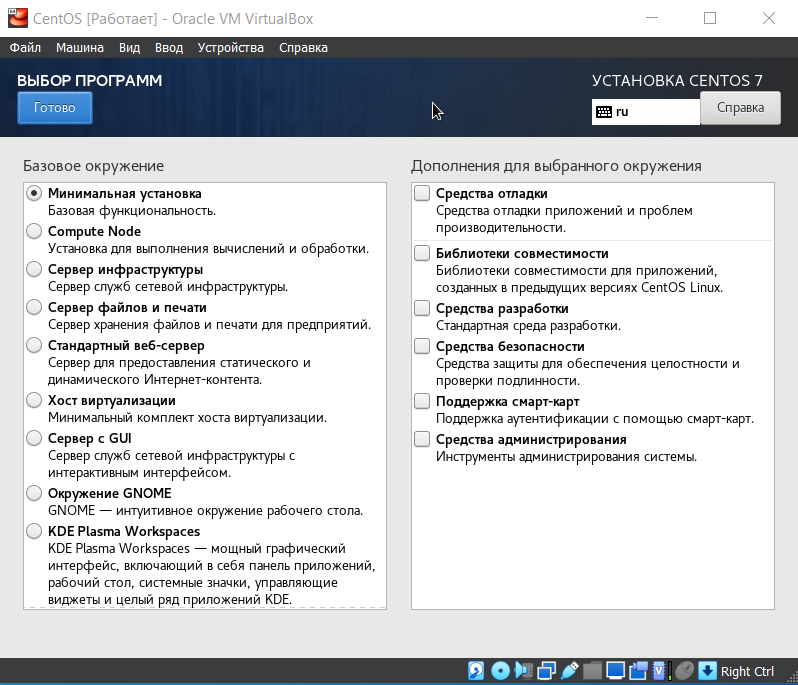 CentOS [Работает] - Oracle VM VirtualBox
Файл Машина Вид Ввод Устройства Справка
ВЫБОР ПРОГРАММ
УСТАНОВКА CENTOS 7
Готово
ru
Справка
Базовое окружение
Минимальная установка
Базовая функциональность.
Compute Node
Установка для выполнения вычислений и обработки.
Сервер инфраструктуры
Сервер служб сетевой инфраструктуры.
Сервер файлов и печати
Сервер хранения файлов и печати для предприятий.
Стандартный веб-сервер
Сервер для предоставления статического и
динамического Интернет-контента.
Хост виртуализации
Минимальный комплект хоста виртуализации.
Сервер с GUI
Сервер служб сетевой инфраструктуры с
интерактивным интерфейсом.
Окружение GNOME
GNOME — интуитивное окружение рабочего стола.
KDE Plasma Workspaces
KDE Plasma Workspaces — мощный графический
интерфейс, включающий в себя панель приложений,
рабочий стол, системные значки, управляющие
виджеты и целый ряд приложений KDE.
Дополнения для выбранного окружения
Средства отладки
Средства отладки приложений и проблем
производительности.
Библиотеки совместимости
Библиотеки совместимости для приложений,
созданных в предыдущих версиях CentOS Linux.
Средства разработки
Стандартная среда разработки.
Средства безопасности
Средства защиты для обеспечения целостности и
проверки подлинности.
Поддержка смарт-карт
Поддержка аутентификации с помощью смарт-карт.
Средства администрирования
Инструменты администрирования системы.
Right Ctrl